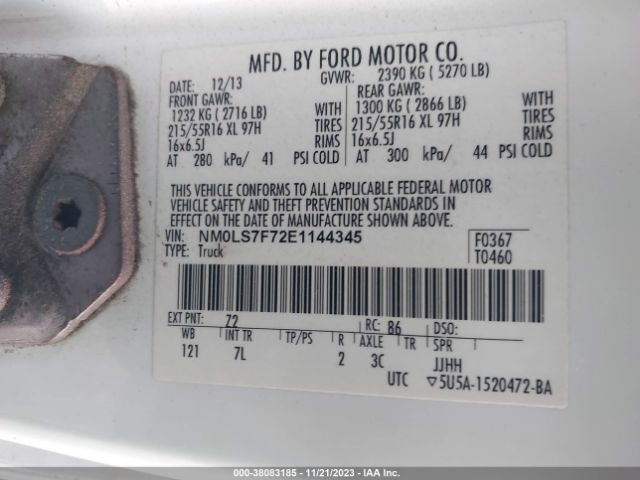 MFD. BY FORD MOTOR CO.
DATE: 12/13 GVWR: 2390 KG ( 5270 LB)
FRONT GAWR: REAR GAWR:
1232 KG ( 2716 LB) WITH 1300 KG ( 2866 LB) WITH
215/55R16 XL 97H TIRES 215/55R16 XL 97H TIRES
16x6.5J RIMS 16x6.5J RIMS
AT 280 kPa/ 41 PSI COLD AT 300 kPa/ 44 PSI COLD
THIS VEHICLE CONFORMS TO ALL APPLICABLE FEDERAL MOTOR
VEHICLE SAFETY AND THEFT PREVENTION STANDARDS IN
EFFECT ON THE DATE OF MANUFACTURE SHOWN ABOVE.
VIN: NM0LS7F72E1144345 F0367
TYPE: Truck T0460
EXT PNT: 72 RC: 86 DSO:
WB INT TR TP/PS R AXLE TR SPR
121 7L 2 3C JJHH
UTC ▽5U5A-1520472-BA
000-38083185 - 11/21/2023 - IAA Inc.